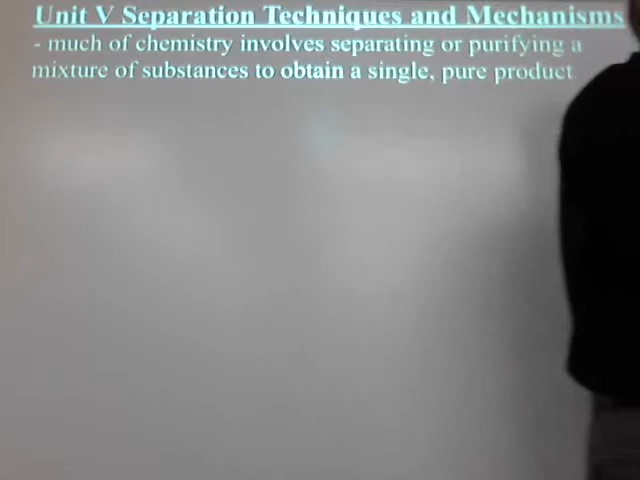 Unit V Separation Techniques and Mechanisms
- much of chemistry involves separating or purifying a
mixture of substances to obtain a single, pure product